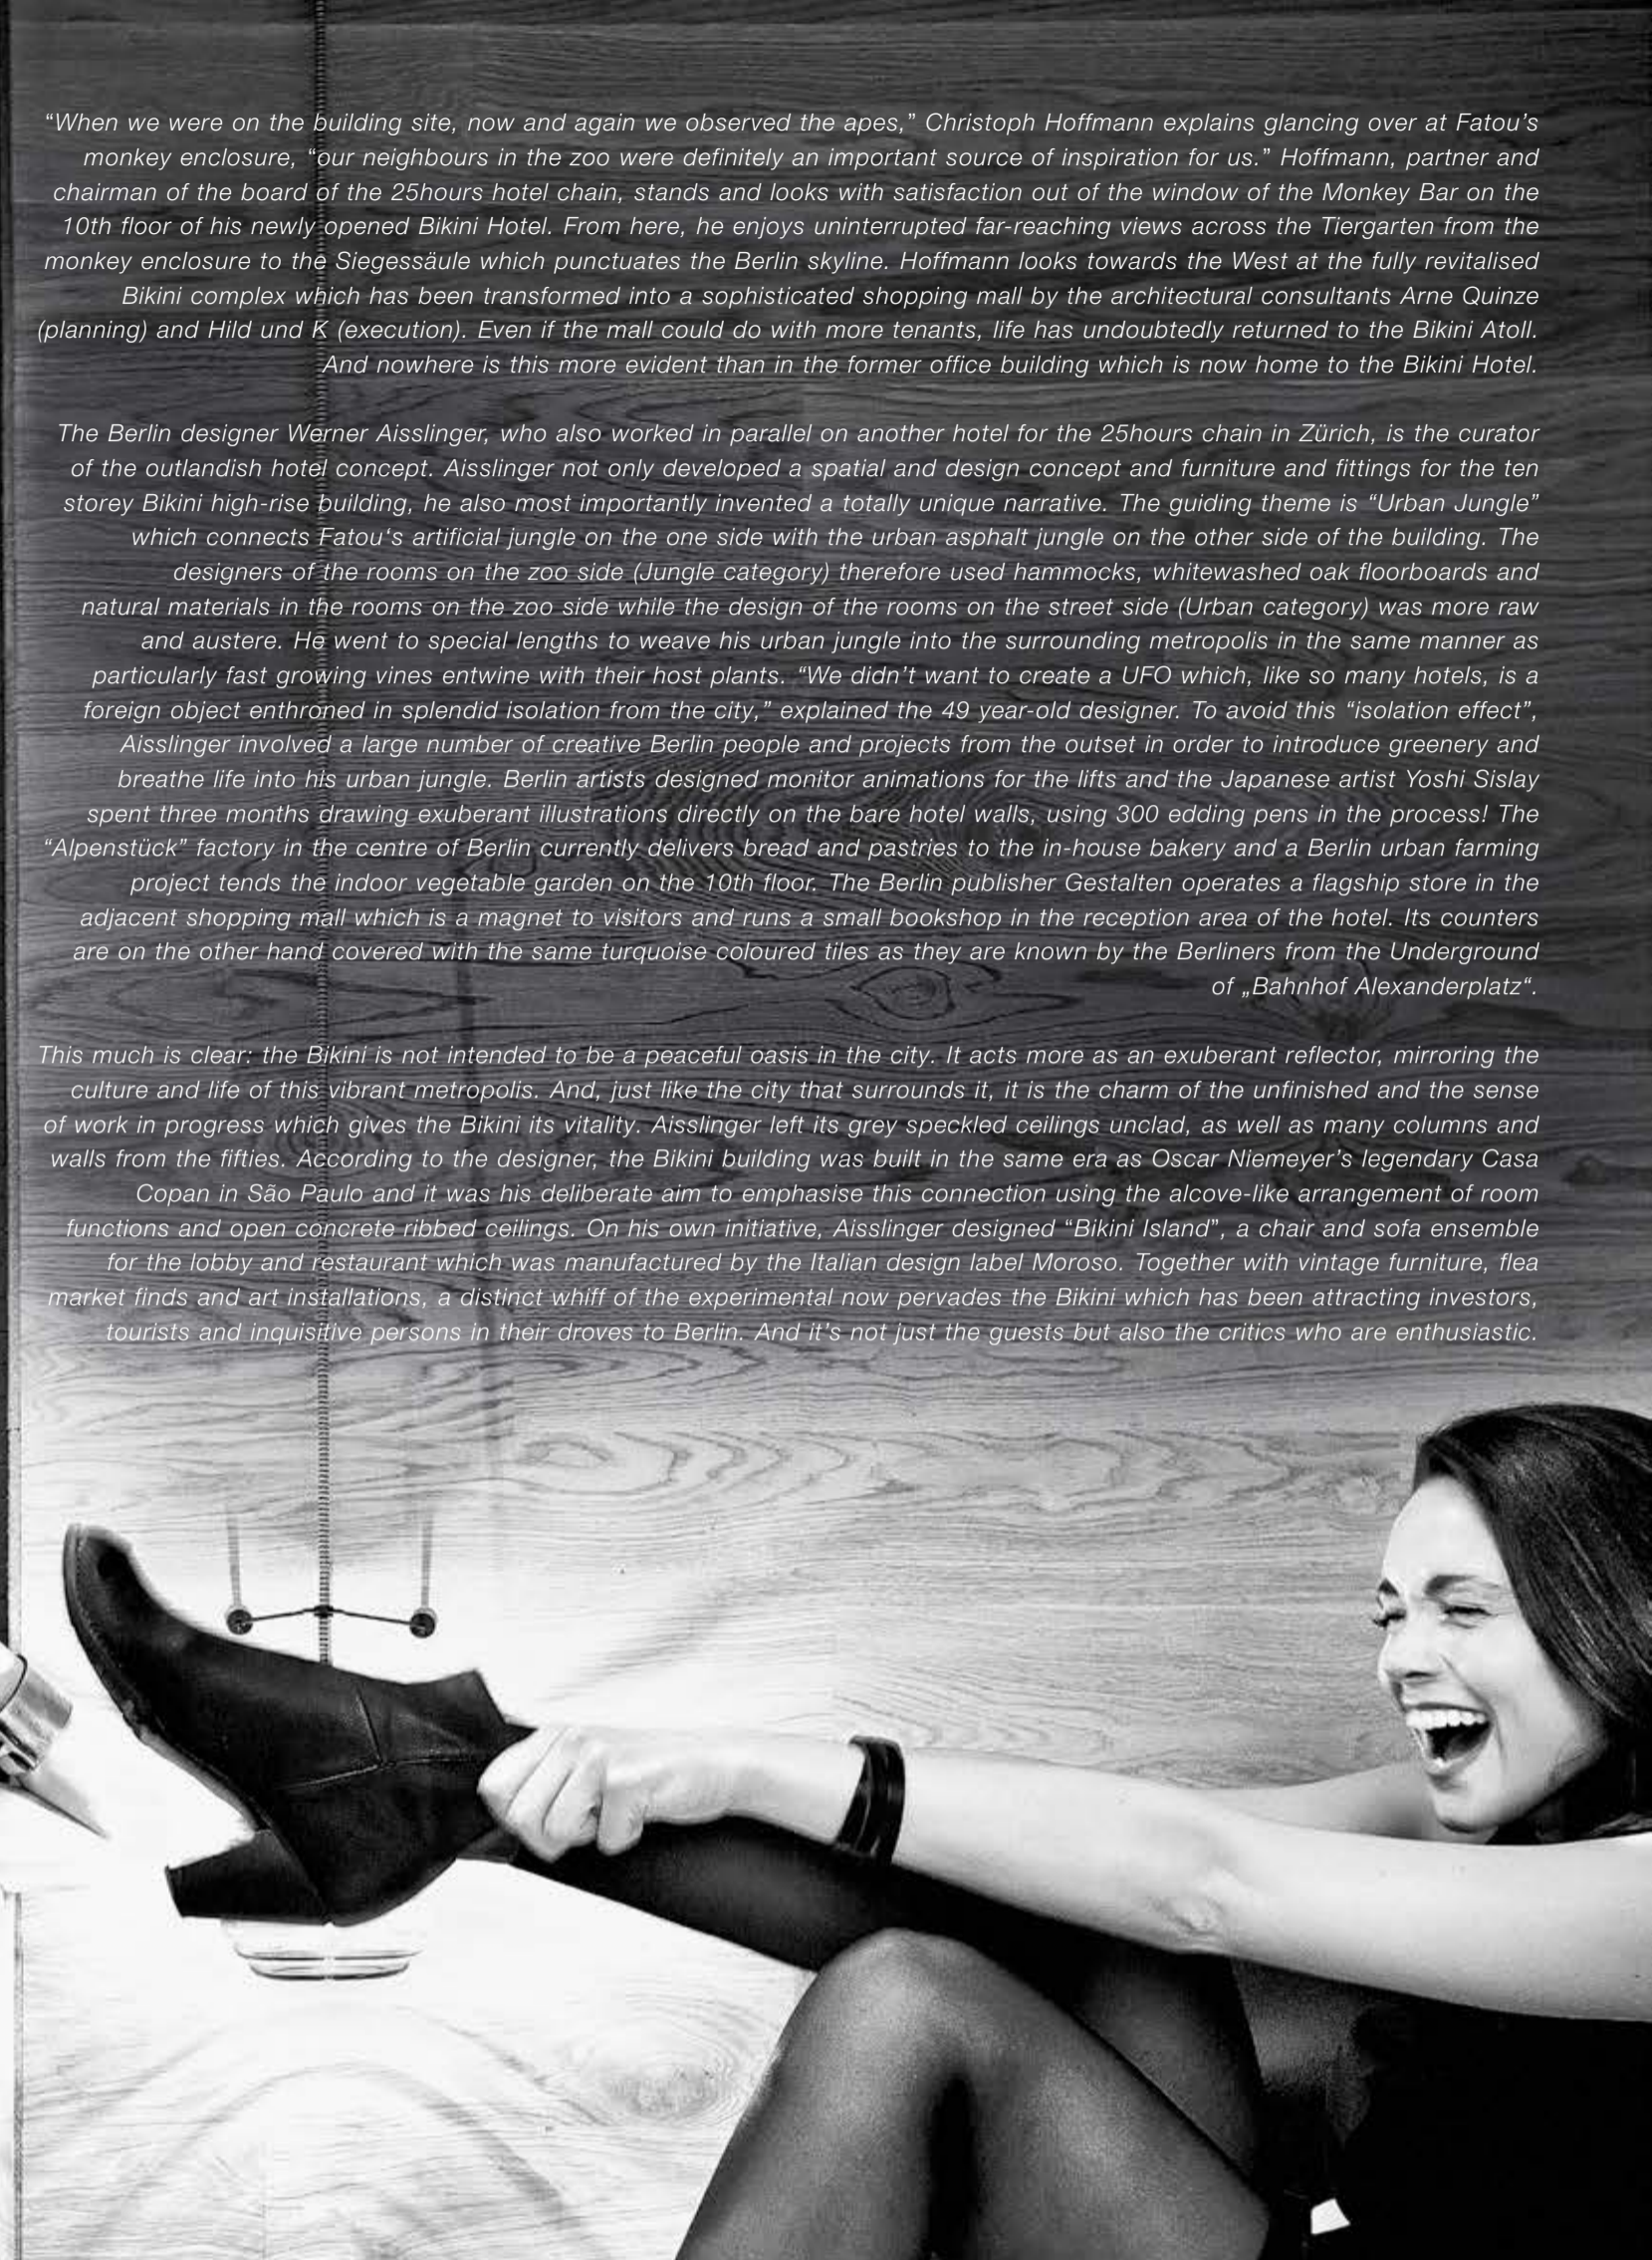 “When we were on the building site, now and again we observed the apes,” Christoph Hoffmann explains glancing over at Fatou’s
monkey enclosure, “our neighbours in the zoo were definitely an important source of inspiration for us.” Hoffmann, partner and
chairman of the board of the 25hours hotel chain, stands and looks with satisfaction out of the window of the Monkey Bar on the
10th floor of his newly opened Bikini Hotel. From here, he enjoys uninterrupted far-reaching views across the Tiergarten from the
monkey enclosure to the Siegessäule which punctuates the Berlin skyline. Hoffmann looks towards the West at the fully revitalised
Bikini complex which has been transformed into a sophisticated shopping mall by the architectural consultants Arne Quinze
(planning) and Hild und K (execution). Even if the mall could do with more tenants, life has undoubtedly returned to the Bikini Atoll.
And nowhere is this more evident than in the former office building which is now home to the Bikini Hotel.
The Berlin designer Werner Aisslinger, who also worked in parallel on another hotel for the 25hours chain in Zürich, is the curator
of the outlandish hotel concept. Aisslinger not only developed a spatial and design concept and furniture and fittings for the ten
storey Bikini high-rise building, he also most importantly invented a totally unique narrative. The guiding theme is “Urban Jungle”
which connects Fatou‘s artificial jungle on the one side with the urban asphalt jungle on the other side of the building. The
designers of the rooms on the zoo side (Jungle category) therefore used hammocks, whitewashed oak floorboards and
natural materials in the rooms on the zoo side while the design of the rooms on the street side (Urban category) was more raw
and austere. He went to special lengths to weave his urban jungle into the surrounding metropolis in the same manner as
particularly fast growing vines entwine with their host plants. “We didn’t want to create a UFO which, like so many hotels, is a
foreign object enthroned in splendid isolation from the city,” explained the 49 year-old designer. To avoid this “isolation effect”,
Aisslinger involved a large number of creative Berlin people and projects from the outset in order to introduce greenery and
breathe life into his urban jungle. Berlin artists designed monitor animations for the lifts and the Japanese artist Yoshi Sislay
spent three months drawing exuberant illustrations directly on the bare hotel walls, using 300 edding pens in the process! The
“Alpenstück” factory in the centre of Berlin currently delivers bread and pastries to the in-house bakery and a Berlin urban farming
project tends the indoor vegetable garden on the 10th floor. The Berlin publisher Gestalten operates a flagship store in the
adjacent shopping mall which is a magnet to visitors and runs a small bookshop in the reception area of the hotel. Its counters
are on the other hand covered with the same turquoise coloured tiles as they are known by the Berliners from the Underground
of „Bahnhof Alexanderplatz“.
This much is clear: the Bikini is not intended to be a peaceful oasis in the city. It acts more as an exuberant reflector, mirroring the
culture and life of this vibrant metropolis. And, just like the city that surrounds it, it is the charm of the unfinished and the sense
of work in progress which gives the Bikini its vitality. Aisslinger left its grey speckled ceilings unclad, as well as many columns and
walls from the fifties. According to the designer, the Bikini building was built in the same era as Oscar Niemeyer’s legendary Casa
Copan in São Paulo and it was his deliberate aim to emphasise this connection using the alcove-like arrangement of room
functions and open concrete ribbed ceilings. On his own initiative, Aisslinger designed “Bikini Island”, a chair and sofa ensemble
for the lobby and restaurant which was manufactured by the Italian design label Moroso. Together with vintage furniture, flea
market finds and art installations, a distinct whiff of the experimental now pervades the Bikini which has been attracting investors,
tourists and inquisitive persons in their droves to Berlin. And it’s not just the guests but also the critics who are enthusiastic.